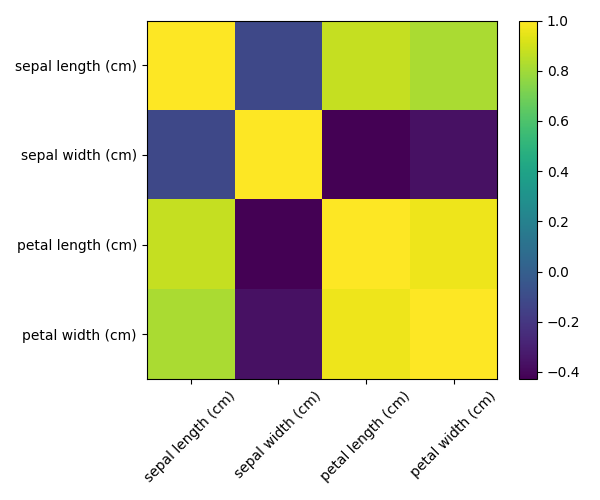 sepal length (cm)
sepal width (cm)
petal length (cm)
petal width (cm)
sepal length (cm)
sepal width (cm)
petal length (cm)
petal width (cm)
1.0
0.8
0.6
0.4
0.2
0.0
−0.2
−0.4